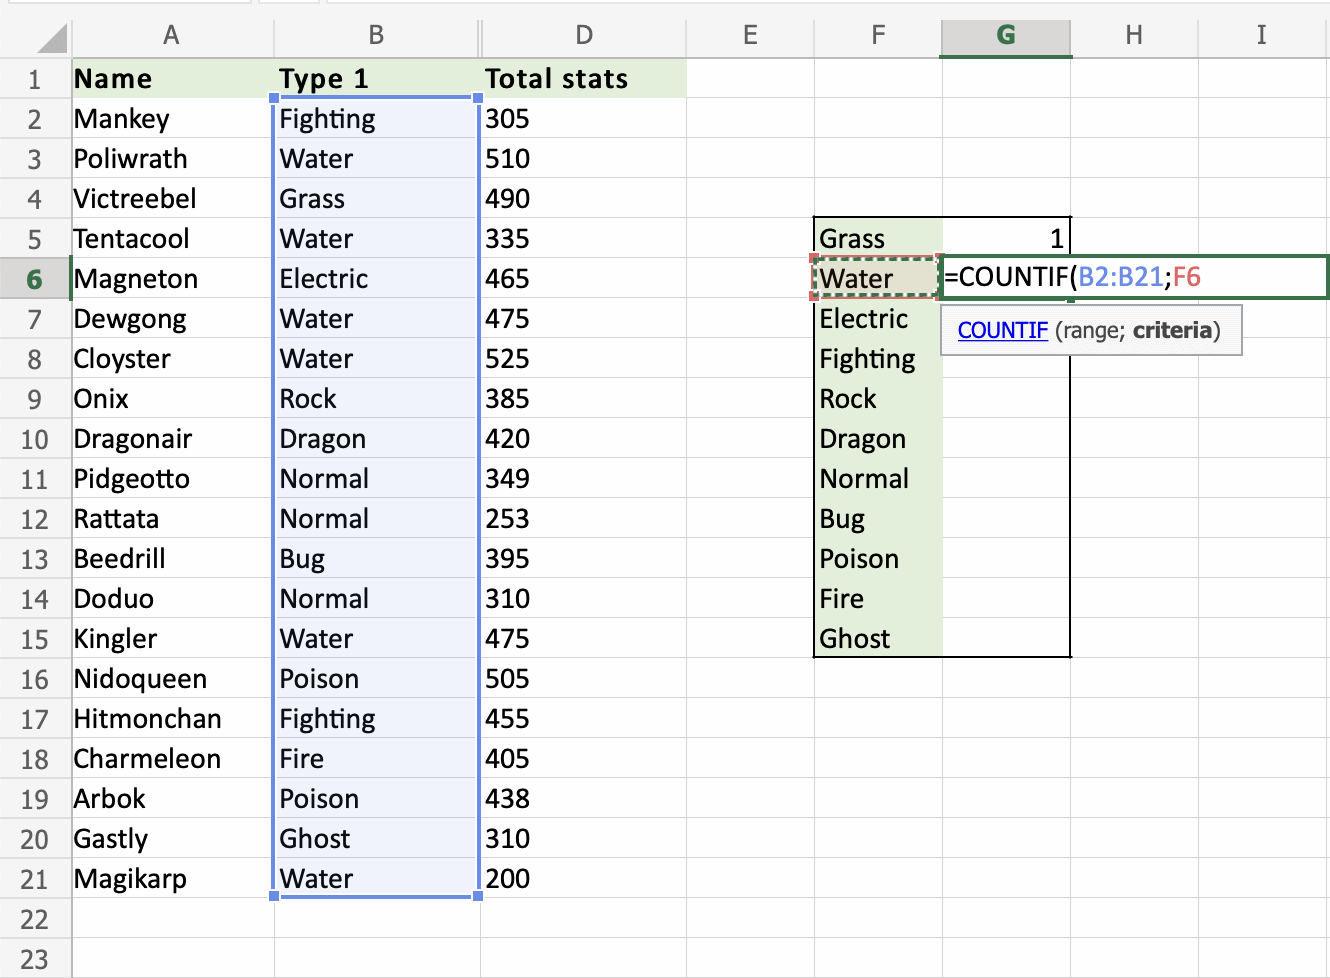 A B D E F G H I
1 Name Type 1 Total stats
2 Mankey Fighting 305
3 Poliwrath Water 510
4 Victreebel Grass 490
5 Tentacool Water 335 Grass 1
6 Magneton Electric 465 Water =COUNTIF(B2:B21;F6
7 Dewgong Water 475 Electric COUNTIF (range; criteria)
8 Cloyster Water 525 Fighting
9 Onix Rock 385 Rock
10 Dragonair Dragon 420 Dragon
11 Pidgeotto Normal 349 Normal
12 Rattata Normal 253 Bug
13 Beedrill Bug 395 Poison
14 Doduo Normal 310 Fire
15 Kingler Water 475 Ghost
16 Nidoqueen Poison 505
17 Hitmonchan Fighting 455
18 Charmeleon Fire 405
19 Arbok Poison 438
20 Gastly Ghost 310
21 Magikarp Water 200
22
23